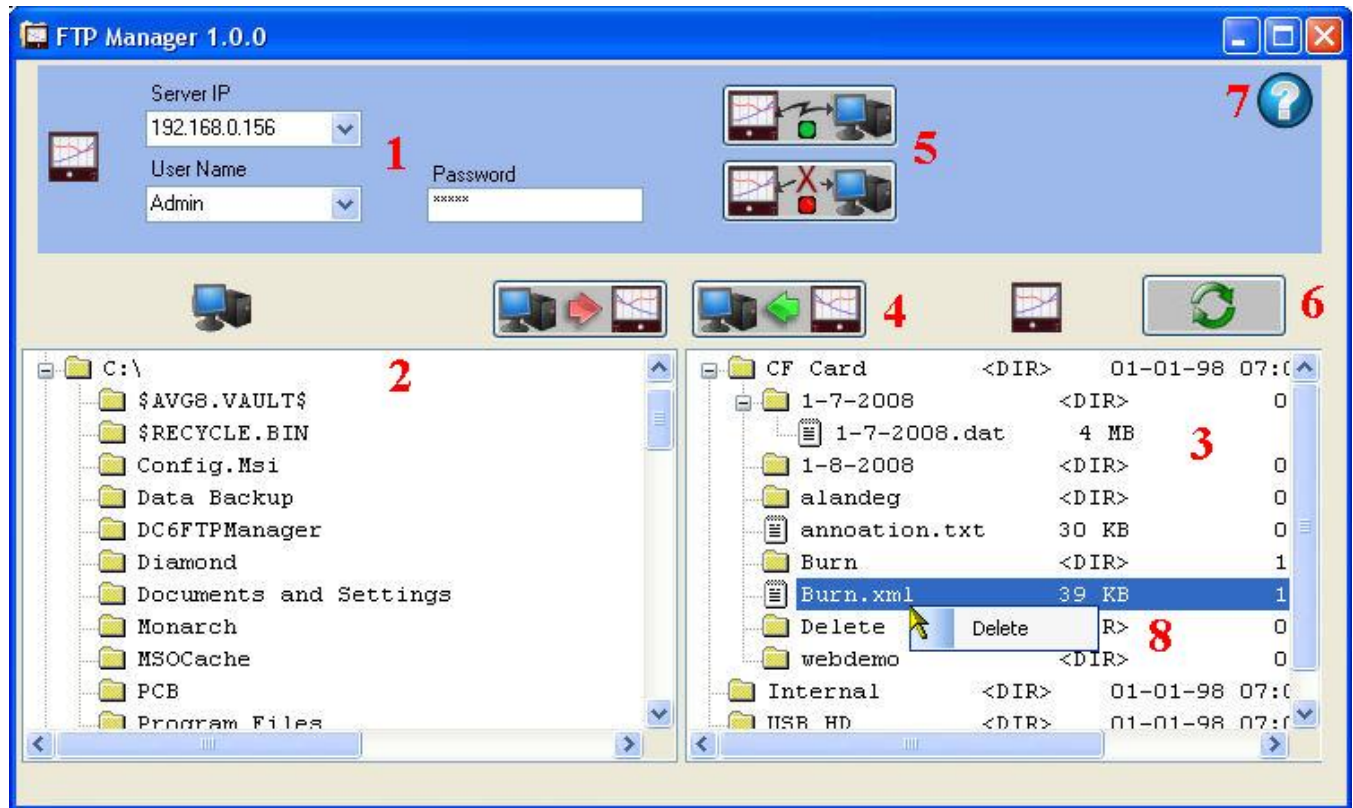 FTP Manager 1.0.0
Server IP
192.168.0.156
1
User Name
Admin
Password
xxxxx
5
7
?
4
6
2
C:\
$AVG8.VAULT$
$RECYCLE.BIN
Config.Msi
Data Backup
DC6FTPManager
Diamond
Documents and Settings
Monarch
MSOCache
PCB
Program Files
3
CF Card <DIR> 01-01-98 07:0
1-7-2008 <DIR> 0
1-7-2008.dat 4 MB
1-8-2008 <DIR> 0
alandeg <DIR> 0
annoation.txt 30 KB 0
Burn <DIR> 1
Burn.xml 39 KB 1
Delete R> 0
Delete
8
webdemo <DIR> 0
Internal <DIR> 01-01-98 07:0
USB HD <DIR> 01-01-98 07:0